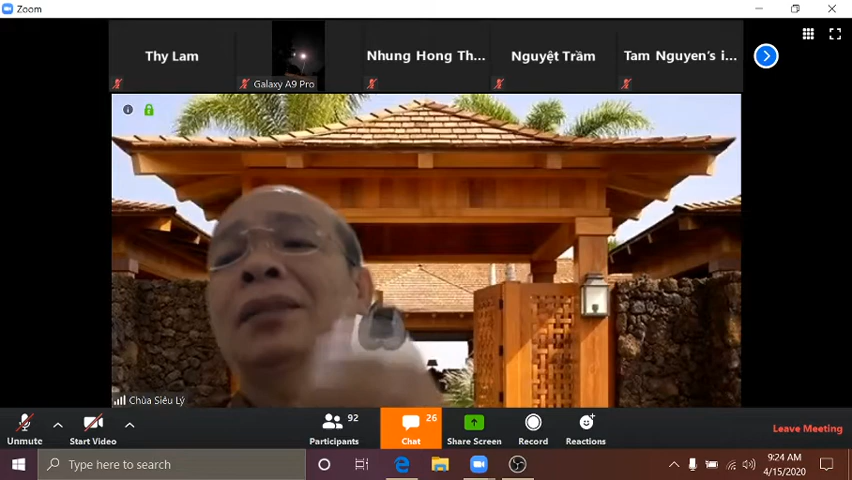 Zoom
Thy Lam
Galaxy A9 Pro
Nhung Hong Th...
Nguyệt Trầm
Tam Nguyen's i...
Chùa Siêu Lý
Unmute
Start Video
92
Participants
26
Chat
Share Screen
Record
Reactions
Leave Meeting
Type here to search
9:24 AM
4/15/2020